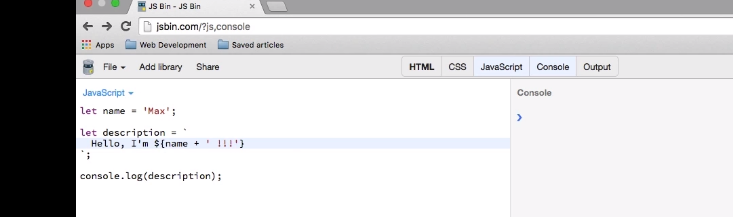 JS Bin - JS Bin
jsbin.com/?js,console
Apps Web Development Saved articles
File Add library Share HTML CSS JavaScript Console Output
JavaScript Console
let name = 'Max';
let description = `
Hello, I'm ${name + ' !!!'}
`;
console.log(description);